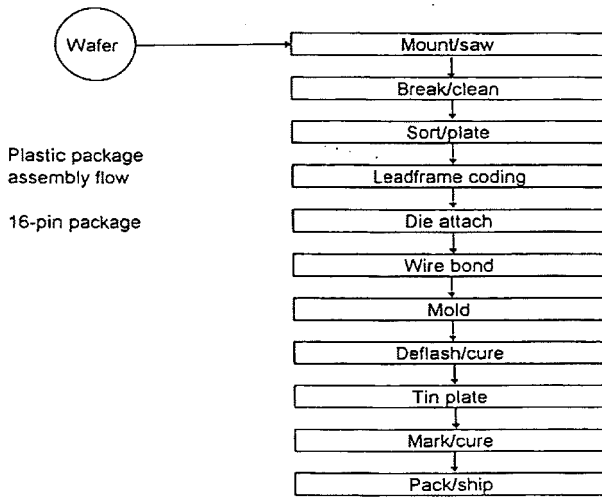 Wafer
Mount/saw
Break/clean
Sort/plate
Plastic package
assembly flow
Leadframe coding
16-pin package
Die attach
Wire bond
Mold
Deflash/cure
Tin plate
Mark/cure
Pack/ship